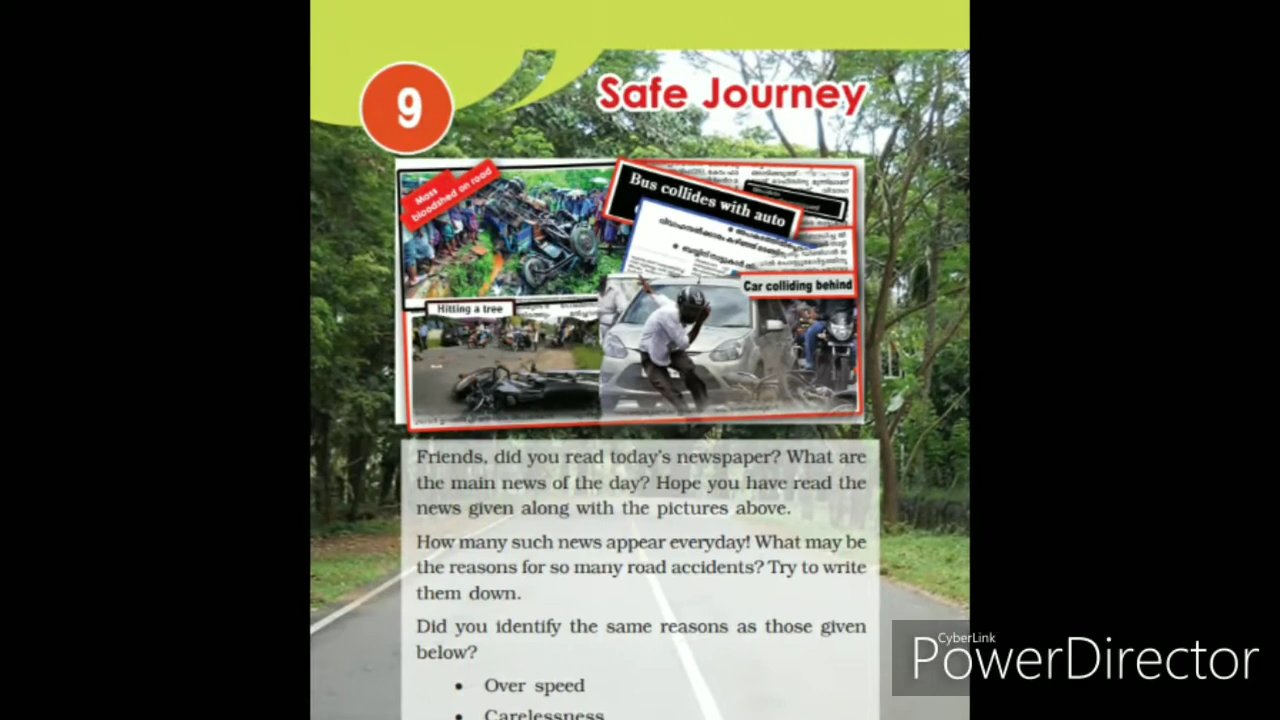 9
Safe Journey
Mass
bloodshed on road
Bus collides with auto
Car colliding behind
Hitting a tree
Friends, did you read today's newspaper? What are
the main news of the day? Hope you have read the
news given along with the pictures above.
How many such news appear everyday! What may be
the reasons for so many road accidents? Try to write
them down.
Did you identify the same reasons as those given
below?
• Over speed
• Carelessness
CyberLink
PowerDirector